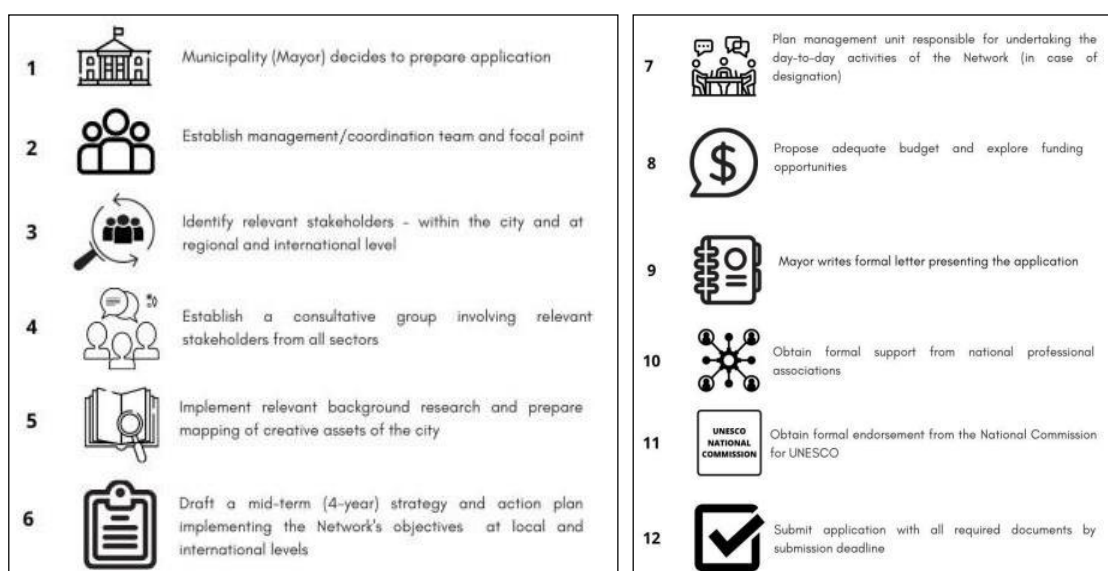 1
Municipality (Mayor) decides to prepare application
2
Establish management/coordination team and focal point
3
Identify relevant stakeholders - within the city and at
regional and international level
4
Establish a consultative group involving relevant
stakeholders from all sectors
5
Implement relevant background research and prepare
mapping of creative assets of the city
6
Draft a mid-term (4-year) strategy and action plan
implementing the Network's objectives at local and
international levels
7
Plan management unit responsible for undertaking the
day-to-day activities of the Network (in case of
designation)
8
Propose adequate budget and explore funding
opportunities
9
Mayor writes formal letter presenting the application
10
Obtain formal support from national professional
associations
11
UNESCO
NATIONAL
COMMISSION
Obtain formal endorsement from the National Commission
for UNESCO
12
Submit application with all required documents by
submission deadline